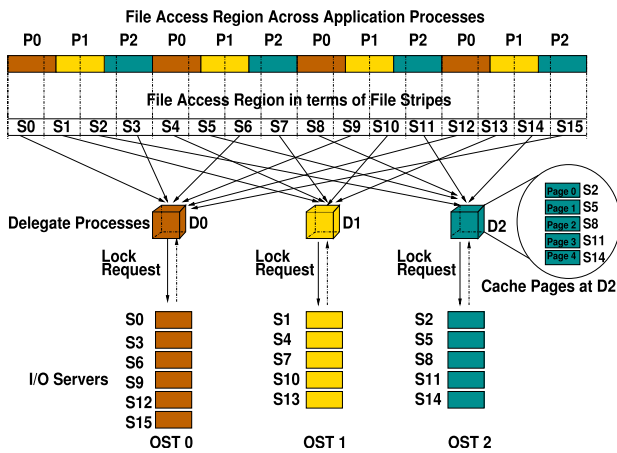 File Access Region Across Application Processes
P0 P1 P2 P0 P1 P2 P0 P1 P2 P0 P1 P2
File Access Region in terms of File Stripes
S0 S1 S2 S3 S4 S5 S6 S7 S8 S9 S10 S11 S12 S13 S14 S15
Delegate Processes D0 D1 D2
Page 0 S2
Page 1 S5
Page 2 S8
Page 3 S11
Page 4 S14
Cache Pages at D2
Lock Request Lock Request Lock Request
S0 S1 S2
S3 S4 S5
S6 S7 S8
I/O Servers
S9 S10 S11
S12 S13 S14
S15
OST 0 OST 1 OST 2